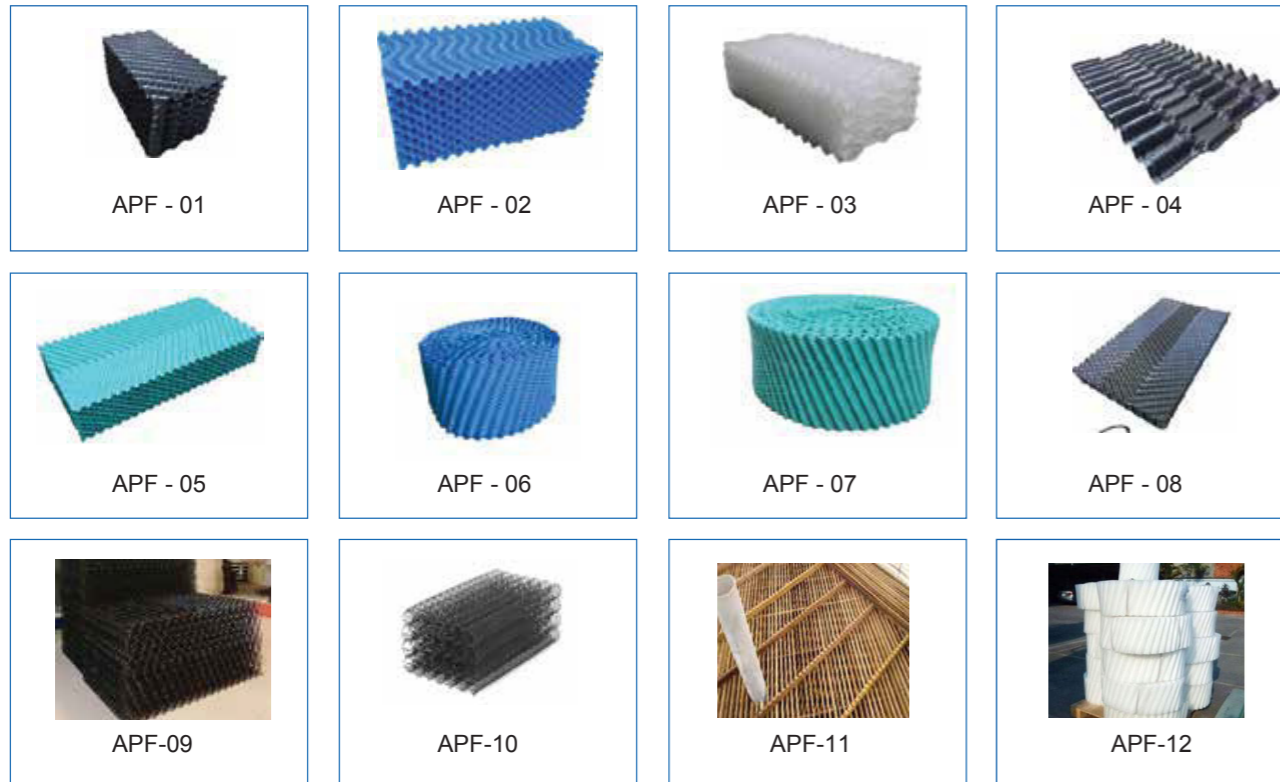 APF - 01
APF - 02
APF - 03
APF - 04
APF - 05
APF - 06
APF - 07
APF - 08
APF-09
APF-10
APF-11
APF-12